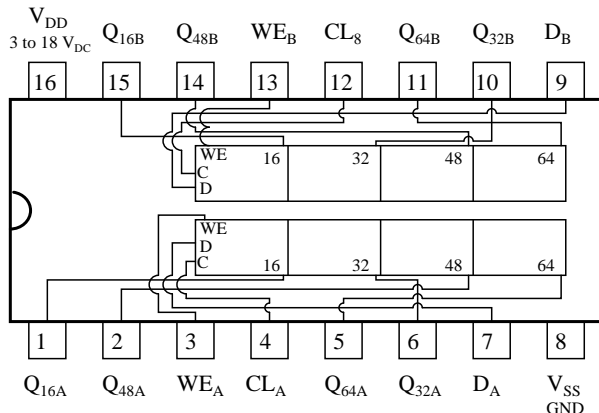 V_DD Q_16B Q_48B WE_B CL_8 Q_64B Q_32B D_B
3 to 18 V_DC
16 15 14 13 12 11 10 9
WE 16 32 48 64
C
D
WE
D
C 16 32 48 64
1 2 3 4 5 6 7 8
Q_16A Q_48A WE_A CL_A Q_64A Q_32A D_A V_SS
GND